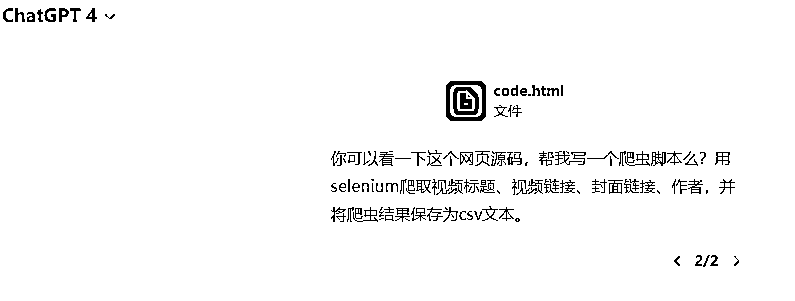 ChatGPT 4
code.html
文件
你可以看一下这个网页源码，帮我写一个爬虫脚本么？用
selenium爬取视频标题、视频链接、封面链接、作者，并
将爬虫结果保存为csv文本。
2/2